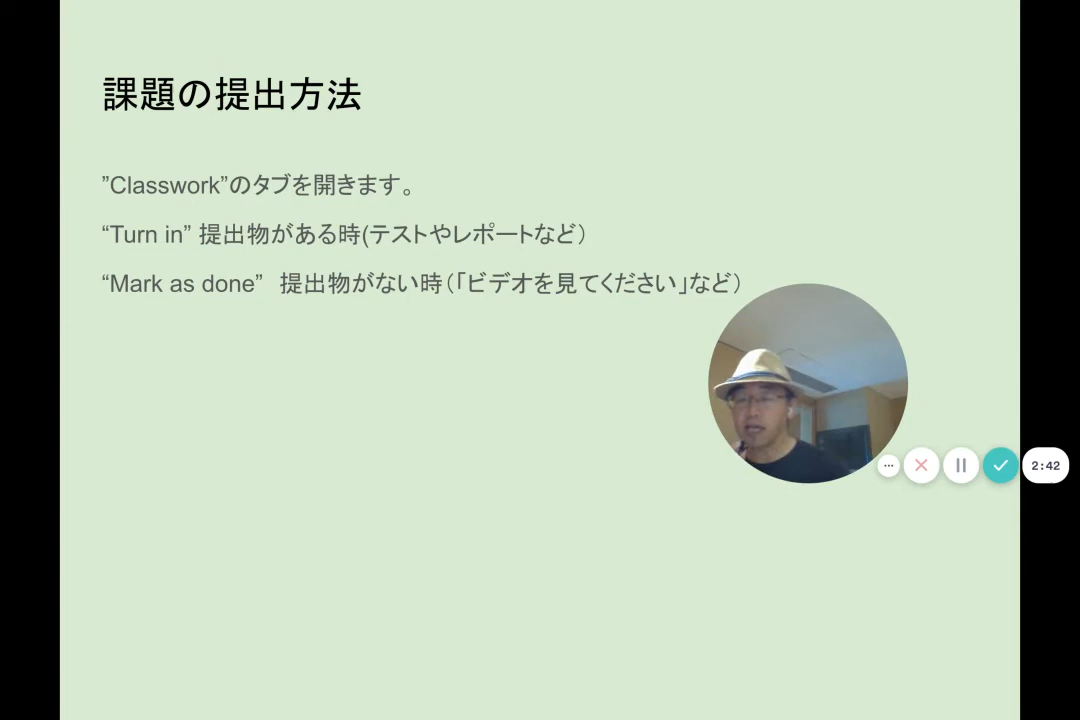 課題の提出方法
”Classwork”のタブを開きます。
“Turn in” 提出物がある時(テストやレポートなど）
“Mark as done”　提出物がない時（「ビデオを見てください」など）
2:42